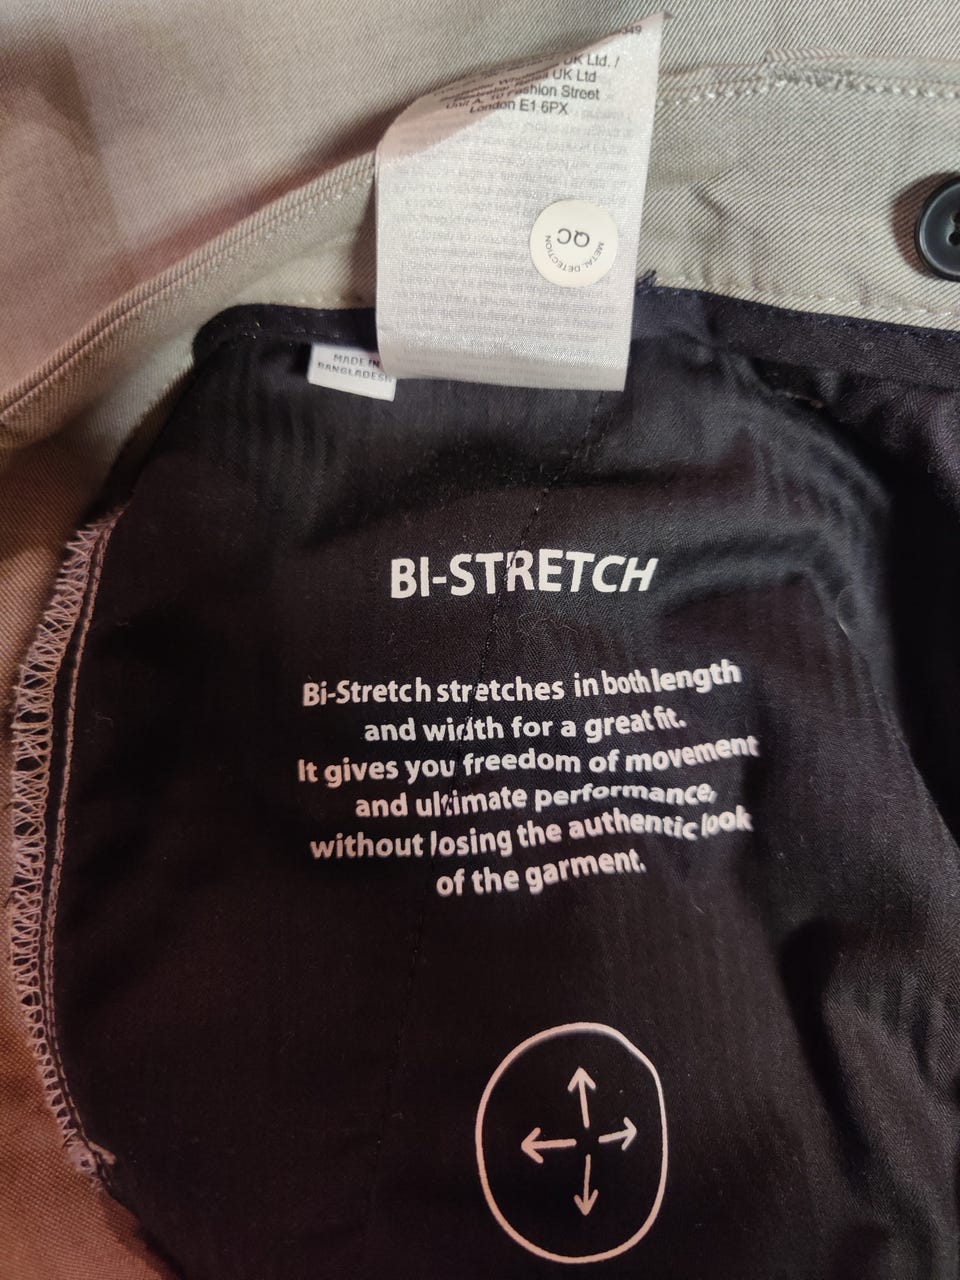 UK Ltd. /
UK Ltd
Unit A, 10 Fashion Street
London E1 6PX
QC
METAL DETECTION
MADE IN
BANGLADESH
BI-STRETCH
Bi-Stretch stretches in both length
and width for a great fit.
It gives you freedom of movement
and ultimate performance,
without losing the authentic look
of the garment.